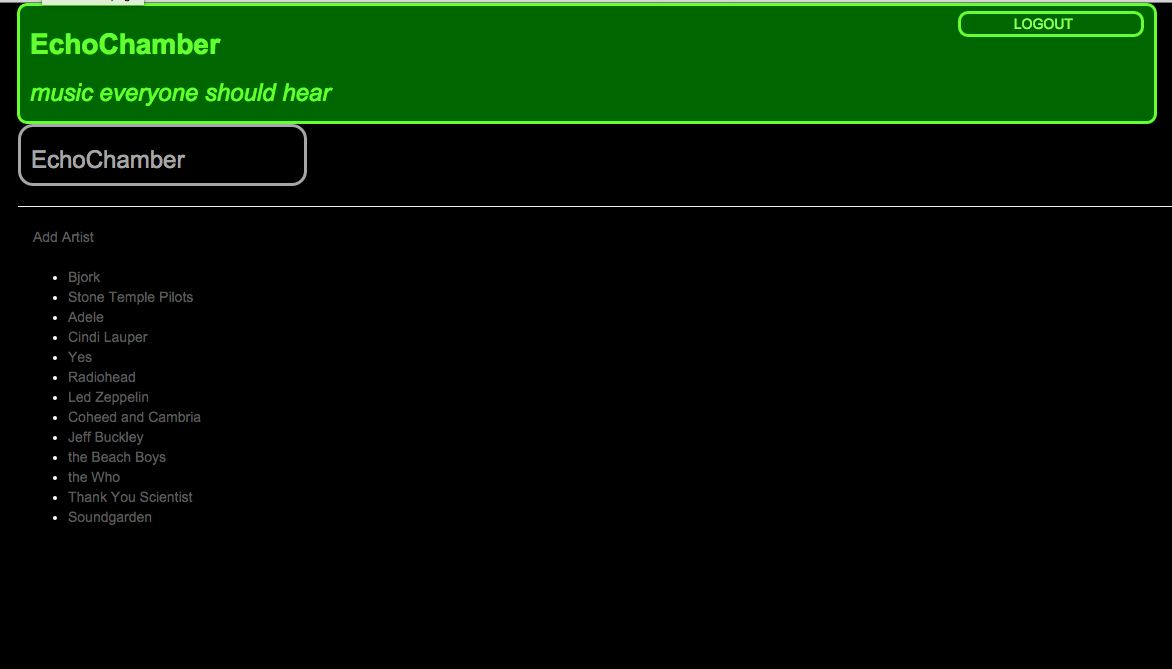 EchoChamber
LOGOUT
music everyone should hear
EchoChamber
Add Artist
Bjork
Stone Temple Pilots
Adele
Cindi Lauper
Yes
Radiohead
Led Zeppelin
Coheed and Cambria
Jeff Buckley
the Beach Boys
the Who
Thank You Scientist
Soundgarden